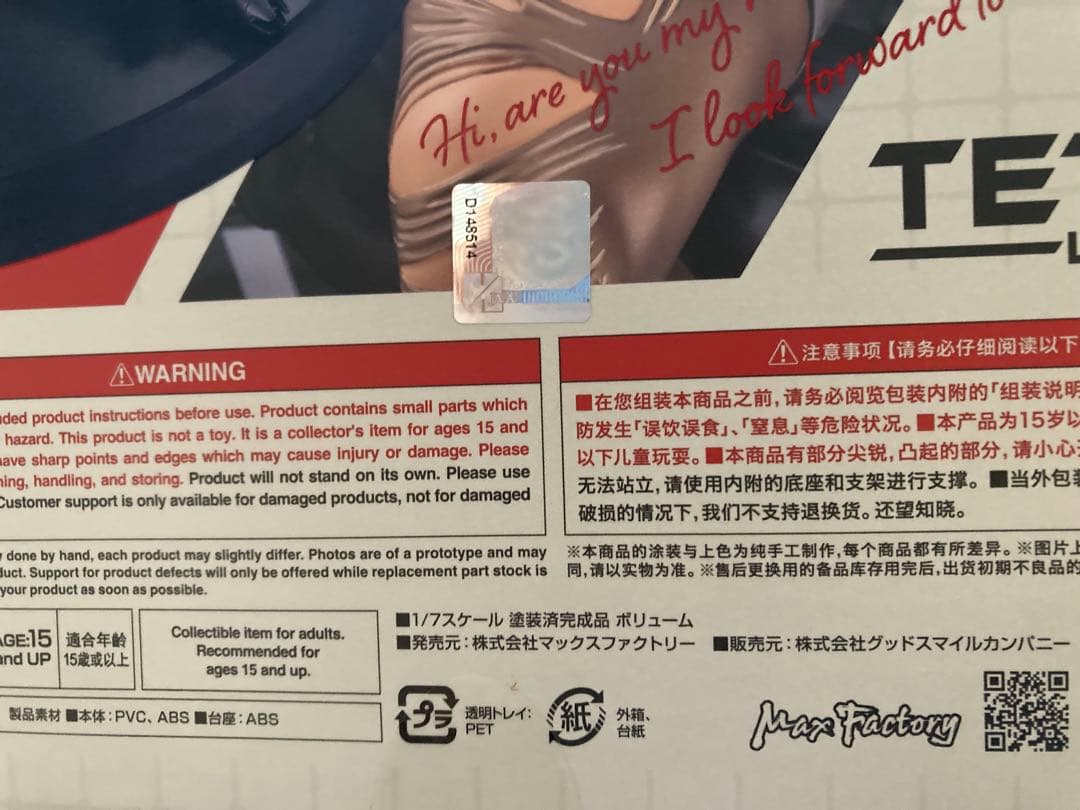 Hi, are you my
I look forward to
D148514
TET
WARNING
ded product instructions before use. Product contains small parts which
hazard. This product is not a toy. It is a collector's item for ages 15 and
have sharp points and edges which may cause injury or damage. Please
ning, handling, and storing. Product will not stand on its own. Please use
Customer support is only available for damaged products, not for damaged
注意事项【请务必仔细阅读以下
■在您组装本商品之前，请务必阅览包装内附的「组装说明
防发生「误饮误食」、「窒息」等危险状况。■本产品为15岁以
以下儿童玩耍。■本商品有部分尖锐，凸起的部分，请小心
无法站立，请使用内附的底座和支架进行支撑。■当外包装
破损的情况下，我们不支持退换货。还望知晓。
done by hand, each product may slightly differ. Photos are of a prototype and may
duct. Support for product defects will only be offered while replacement part stock is
your product as soon as possible.
※本商品的涂装与上色为纯手工制作，每个商品都有所差异。※图片上
同，请以实物为准。※售后更换用的备品库存用完后，出货初期不良品的
AGE:15
and UP
適合年齢
15歳或以上
Collectible item for adults.
Recommended for
ages 15 and up.
■1/7スケール 塗装済完成品 ボリューム
■発売元：株式会社マックスファクトリー ■販売元：株式会社グッドスマイルカンパニー
製品素材 ■本体：PVC、ABS ■台座：ABS
プラ
透明トレイ：
PET
紙
外箱、
台紙
Max Factory